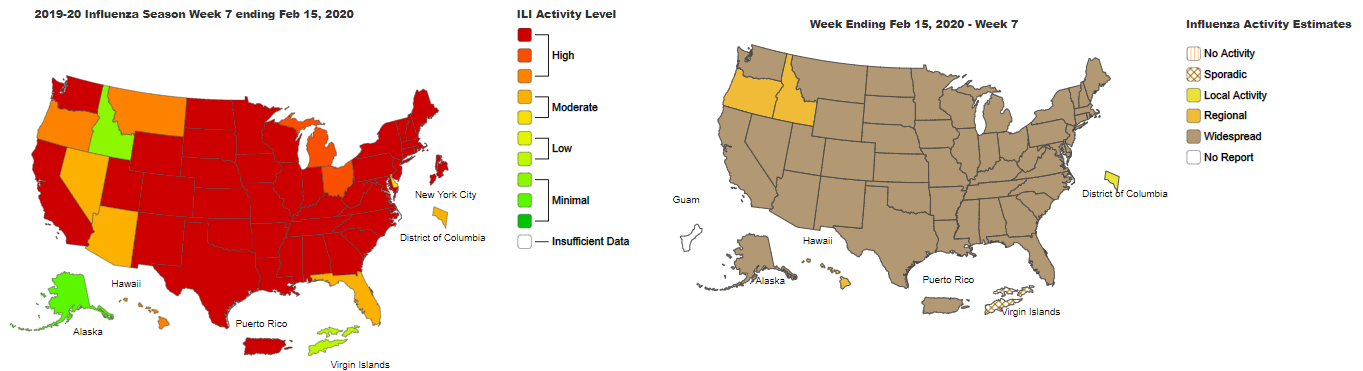 2019-20 Influenza Season Week 7 ending Feb 15, 2020
ILI Activity Level
High
Moderate
Low
Minimal
Insufficient Data
New York City
District of Columbia
Hawaii
Alaska
Puerto Rico
Virgin Islands
Week Ending Feb 15, 2020 - Week 7
Influenza Activity Estimates
No Activity
Sporadic
Local Activity
Regional
Widespread
No Report
District of Columbia
Guam
Hawaii
Alaska
Puerto Rico
Virgin Islands